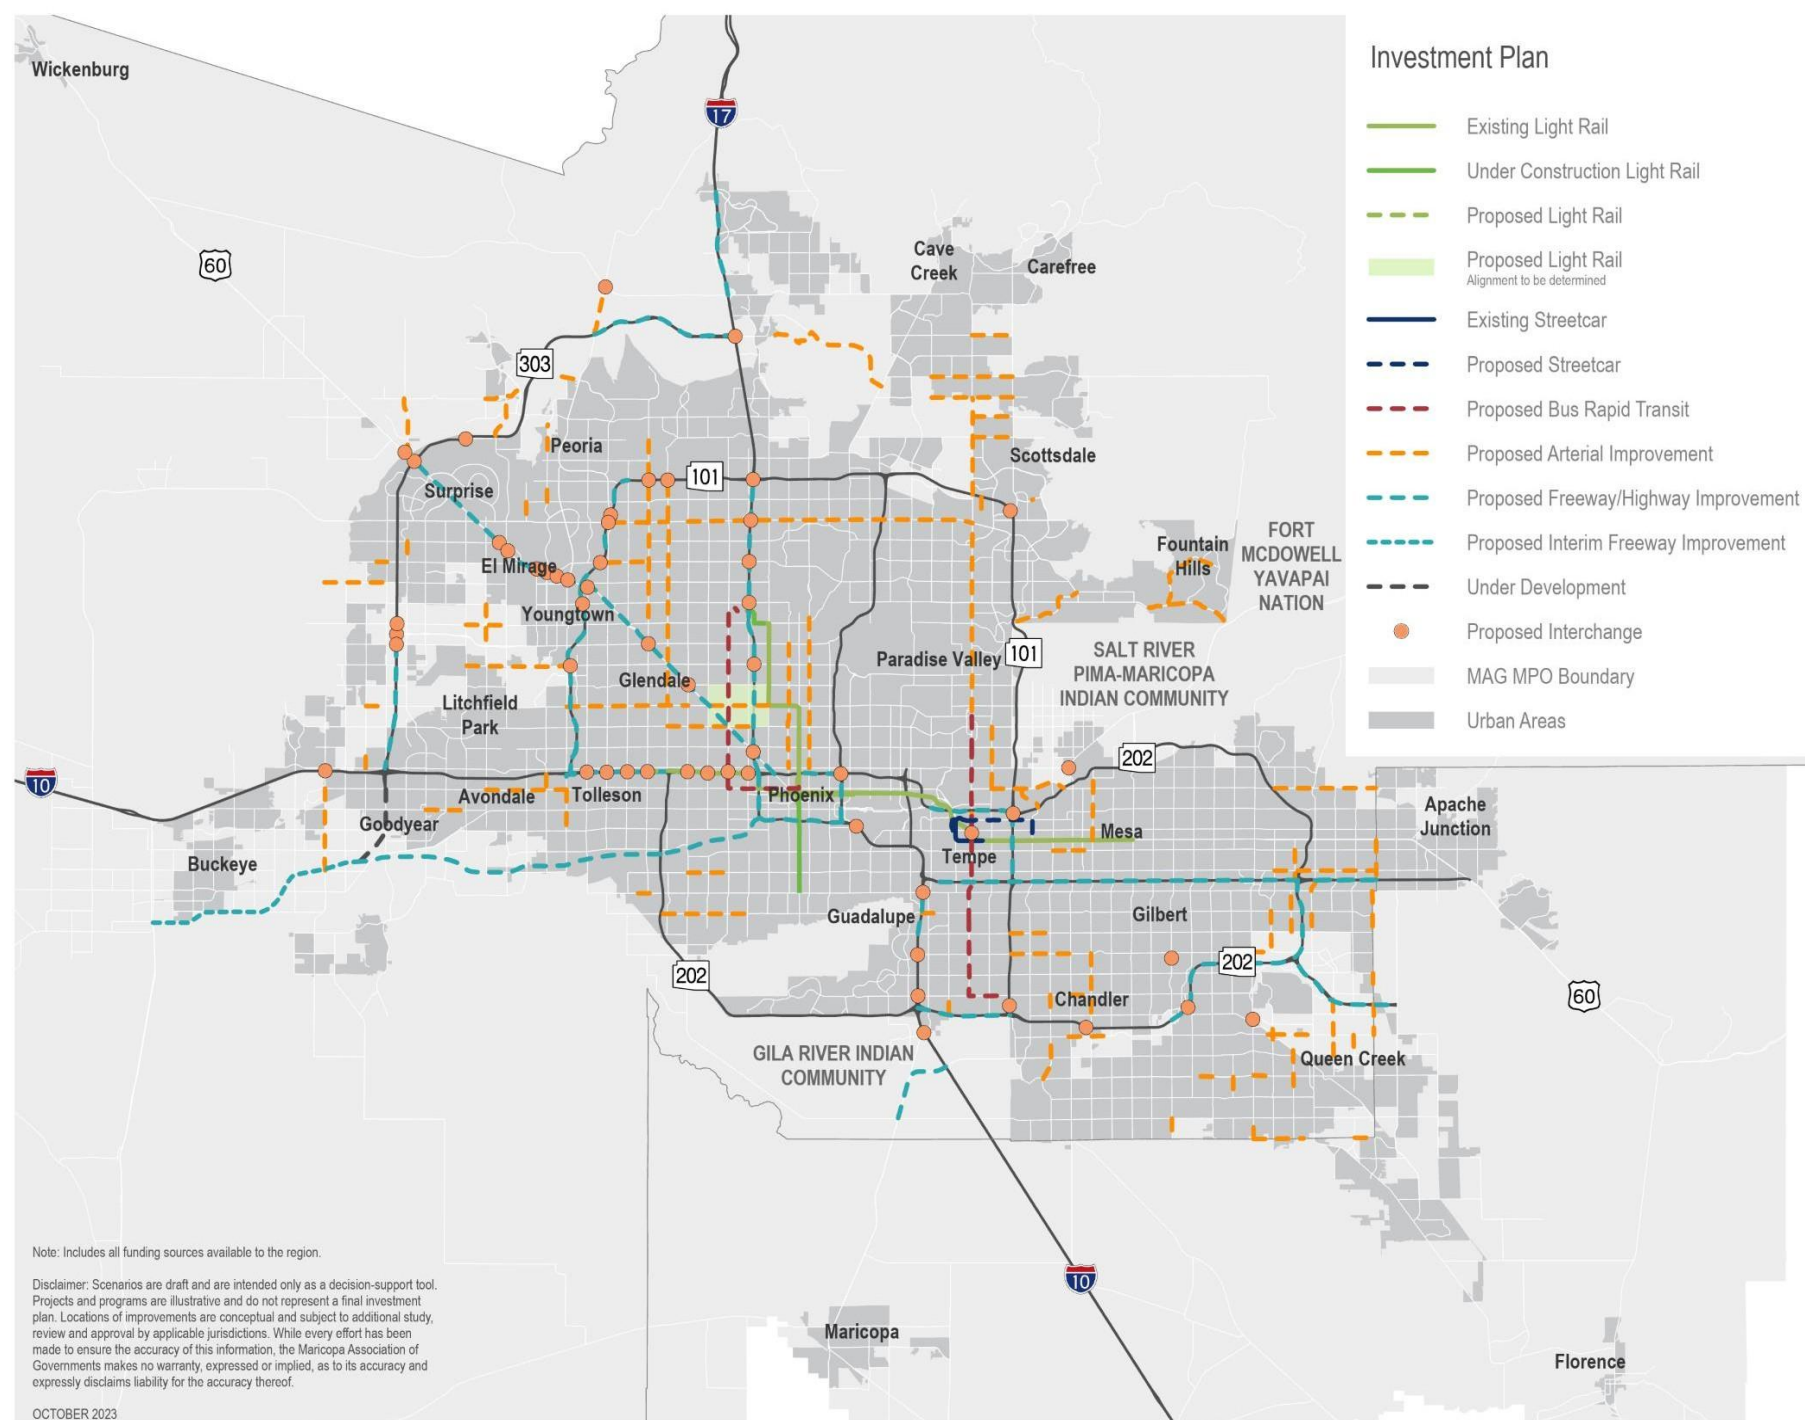 Wickenburg
17
Investment Plan
Existing Light Rail
Under Construction Light Rail
Proposed Light Rail
Proposed Light Rail
Alignment to be determined
Existing Streetcar
Proposed Streetcar
Proposed Bus Rapid Transit
Proposed Arterial Improvement
Proposed Freeway/Highway Improvement
Proposed Interim Freeway Improvement
Under Development
Proposed Interchange
MAG MPO Boundary
Urban Areas
60
Cave
Creek
Carefree
303
Peoria
Scottsdale
101
Surprise
El Mirage
Youngtown
Fountain
Hills
FORT
MCDOWELL
YAVAPAI
NATION
Paradise Valley
101
SALT RIVER
PIMA-MARICOPA
INDIAN COMMUNITY
Glendale
Litchfield
Park
202
10
Avondale
Tolleson
Phoenix
Goodyear
Mesa
Apache
Junction
Buckeye
Tempe
Guadalupe
Gilbert
202
202
Chandler
60
GILA RIVER INDIAN
COMMUNITY
Queen Creek
10
Maricopa
Florence
Note: Includes all funding sources available to the region.
Disclaimer: Scenarios are draft and are intended only as a decision-support tool.
Projects and programs are illustrative and do not represent a final investment
plan. Locations of improvements are conceptual and subject to additional study,
review and approval by applicable jurisdictions. While every effort has been
made to ensure the accuracy of this information, the Maricopa Association of
Governments makes no warranty, expressed or implied, as to its accuracy and
expressly disclaims liability for the accuracy thereof.
OCTOBER 2023